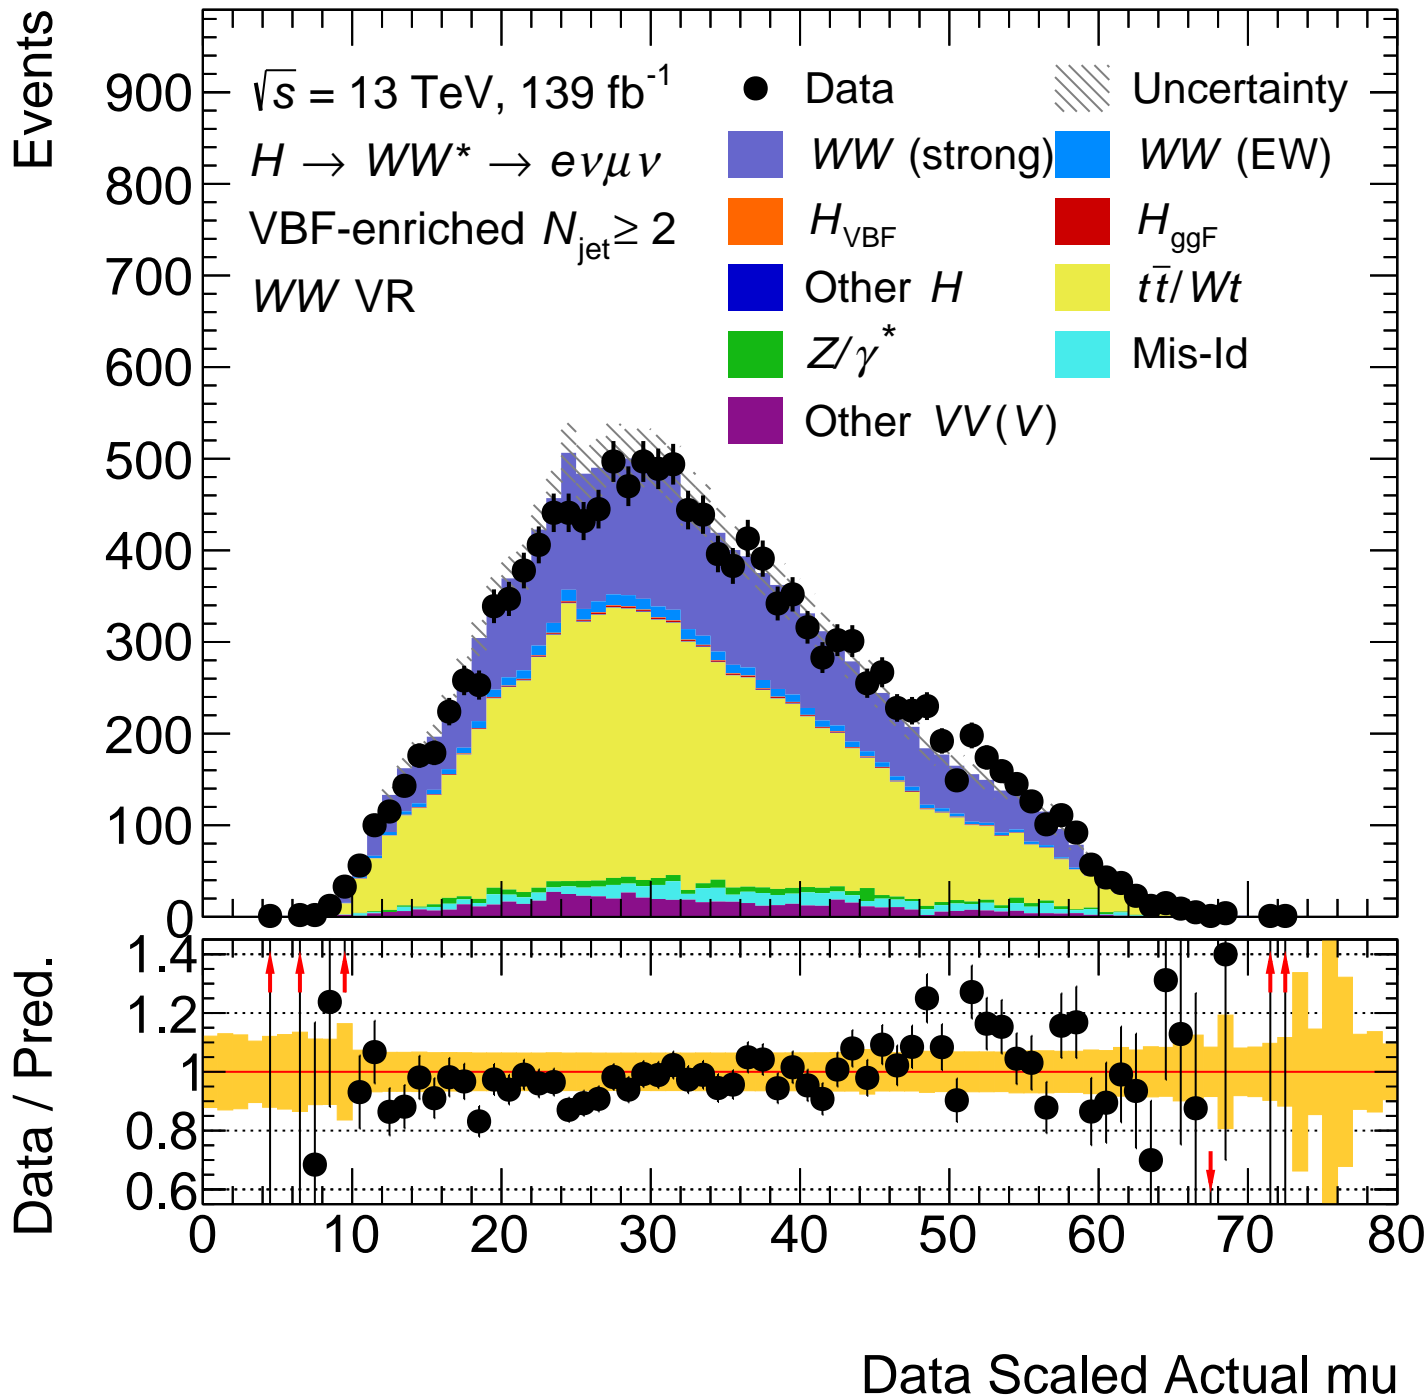 Events
900
800
700
600
500
400
300
200
100
0
√s = 13 TeV, 139 fb⁻¹
H → WW* → eνμν
VBF-enriched N_jet ≥ 2
WW VR
Data
Uncertainty
WW (strong)
WW (EW)
H_VBF
H_ggF
Other H
tt̄/Wt
Z/γ*
Mis-Id
Other VV(V)
Data / Pred.
1.4
1.2
1
0.8
0.6
0 10 20 30 40 50 60 70 80
Data Scaled Actual mu